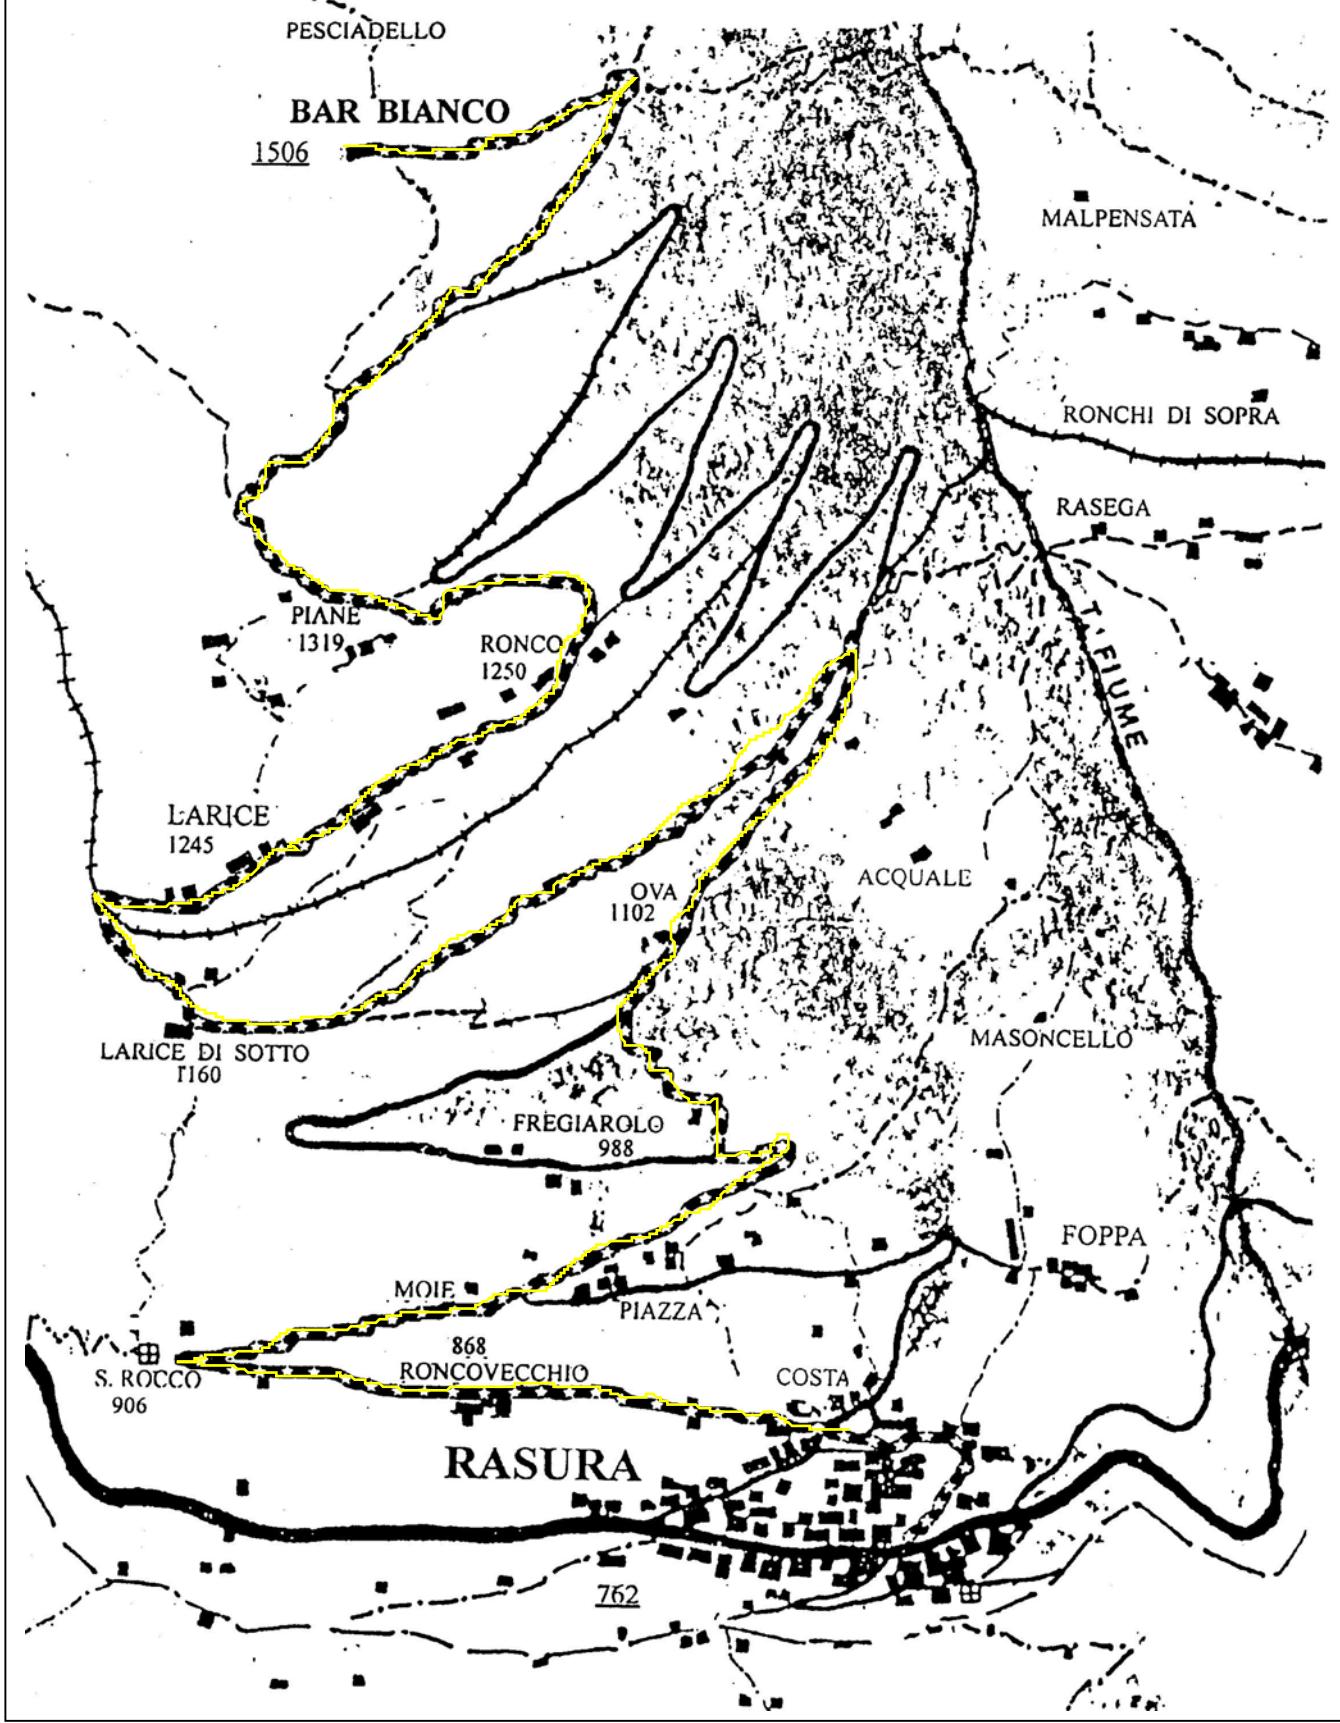 PESCIADELLO
BAR BIANCO
1506
MALPENSATA
RONCHI DI SOPRA
RASEGA
PIANE
1319
RONCO
1250
T. FIUME
LARICE
1245
OVA
1102
ACQUALE
MASONCELLO
LARICE DI SOTTO
1160
FREGIAROLO
988
FOPPA
MOIE
PIAZZA
868
RONCOVECCHIO
COSTA
S. ROCCO
906
RASURA
762